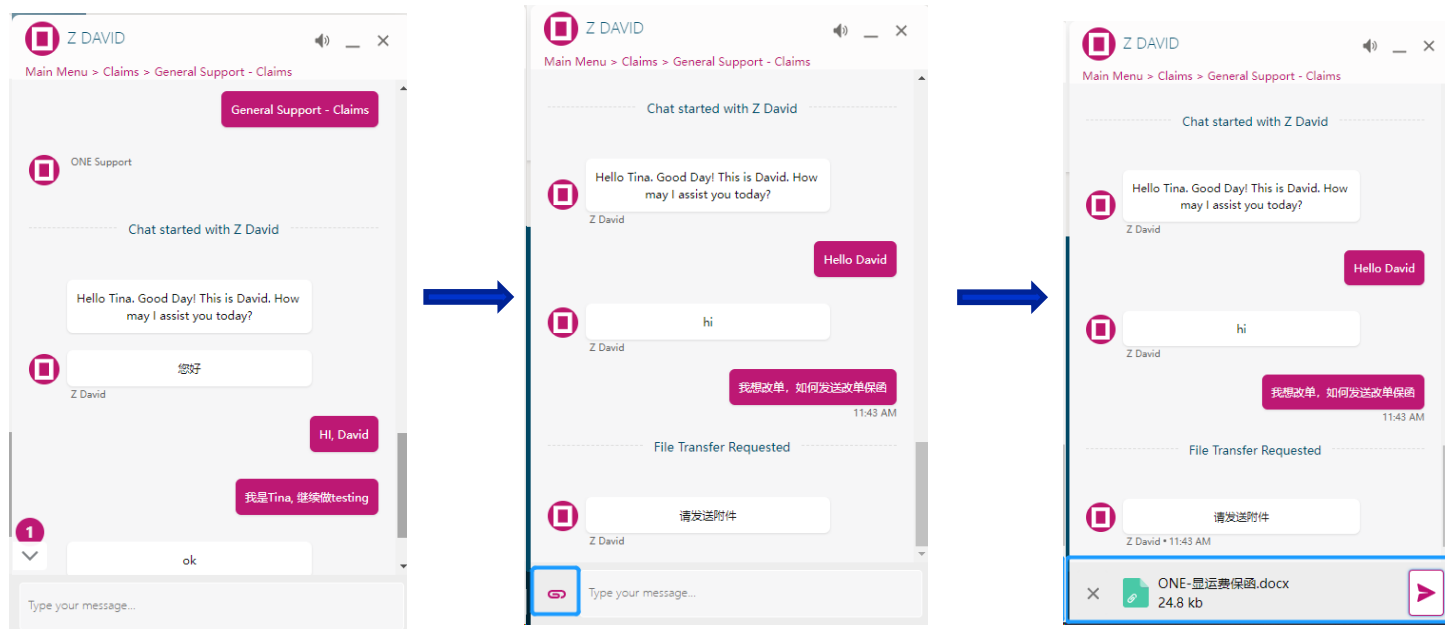 Z DAVID
Main Menu > Claims > General Support - Claims
General Support - Claims
ONE Support
Chat started with Z David
Hello Tina. Good Day! This is David. How
may I assist you today?
您好
Z David
HI, David
我是Tina, 继续做testing
1
ok
Type your message...
Z DAVID
Main Menu > Claims > General Support - Claims
Chat started with Z David
Hello Tina. Good Day! This is David. How
may I assist you today?
Z David
Hello David
hi
Z David
我想改单，如何发送改单保函
11:43 AM
File Transfer Requested
请发送附件
Z David
Type your message...
Z DAVID
Main Menu > Claims > General Support - Claims
Chat started with Z David
Hello Tina. Good Day! This is David. How
may I assist you today?
Z David
Hello David
hi
Z David
我想改单，如何发送改单保函
11:43 AM
File Transfer Requested
请发送附件
Z David • 11:43 AM
ONE-显运费保函.docx
24.8 kb